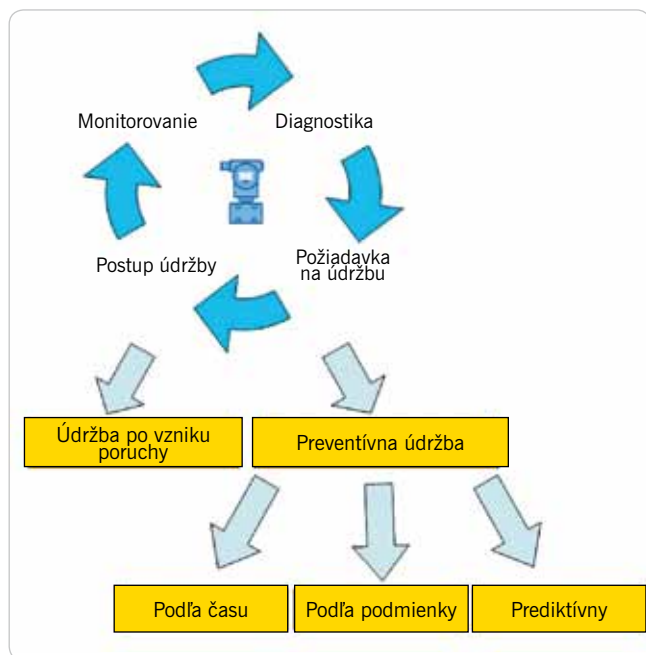 Monitorovanie
Diagnostika
Postup údržby
Požiadavka
na údržbu
Údržba po vzniku
poruchy
Preventívna údržba
Podľa času
Podľa podmienky
Prediktívny